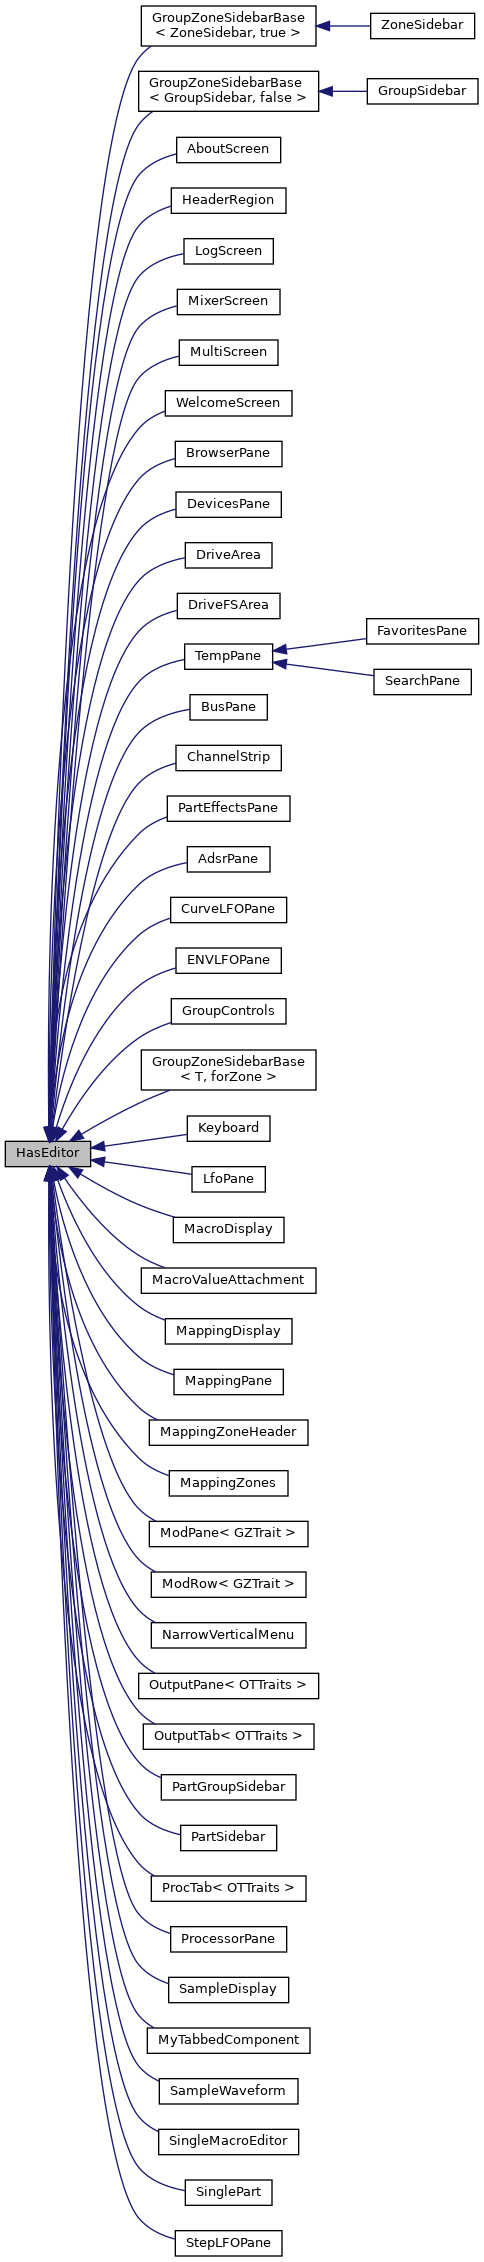 GroupZoneSidebarBase
< ZoneSidebar, true >
ZoneSidebar
GroupZoneSidebarBase
< GroupSidebar, false >
GroupSidebar
AboutScreen
HeaderRegion
LogScreen
MixerScreen
MultiScreen
WelcomeScreen
BrowserPane
DevicesPane
DriveArea
DriveFSArea
TempPane
FavoritesPane
SearchPane
BusPane
ChannelStrip
PartEffectsPane
AdsrPane
CurveLFOPane
ENVLFOPane
GroupControls
GroupZoneSidebarBase
< T, forZone >
HasEditor
Keyboard
LfoPane
MacroDisplay
MacroValueAttachment
MappingDisplay
MappingPane
MappingZoneHeader
MappingZones
ModPane< GZTrait >
ModRow< GZTrait >
NarrowVerticalMenu
OutputPane< OTTraits >
OutputTab< OTTraits >
PartGroupSidebar
PartSidebar
ProcTab< OTTraits >
ProcessorPane
SampleDisplay
MyTabbedComponent
SampleWaveform
SingleMacroEditor
SinglePart
StepLFOPane